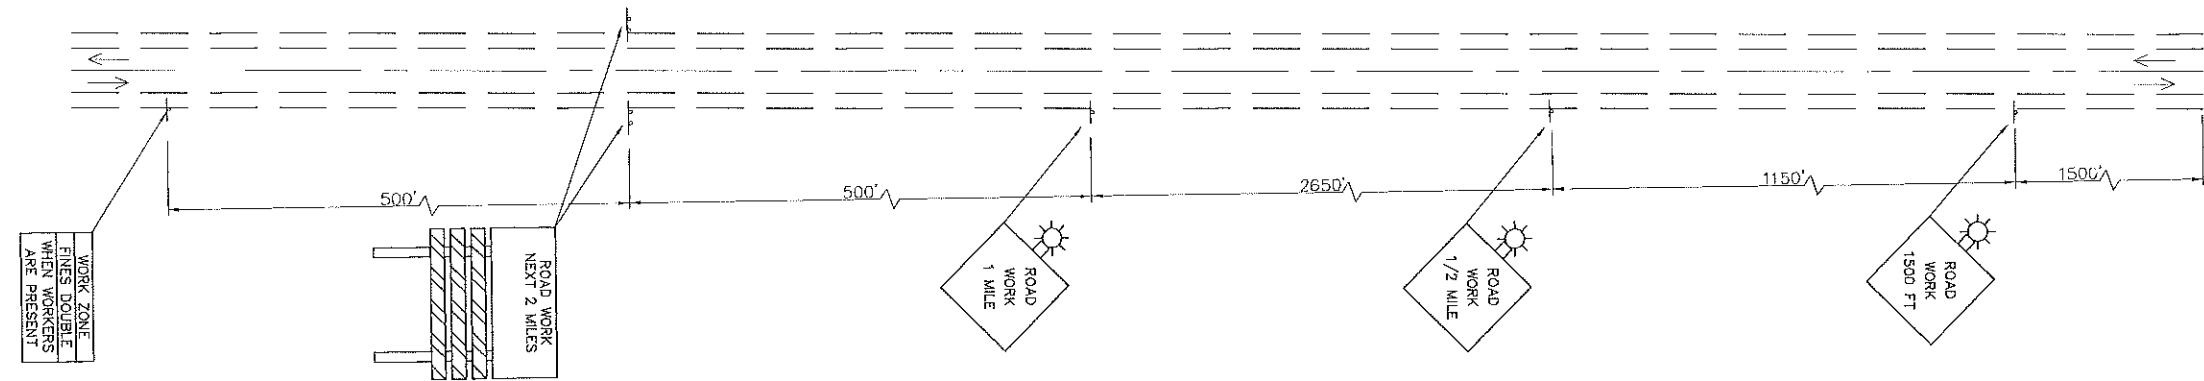 500'
500'
2650'
1150'
1500'
WORK ZONE
FINES DOUBLE
WHEN WORKERS
ARE PRESENT
ROAD WORK
NEXT 2 MILES
ROAD
WORK
1 MILE
ROAD
WORK
1/2 MILE
ROAD
WORK
1500 FT